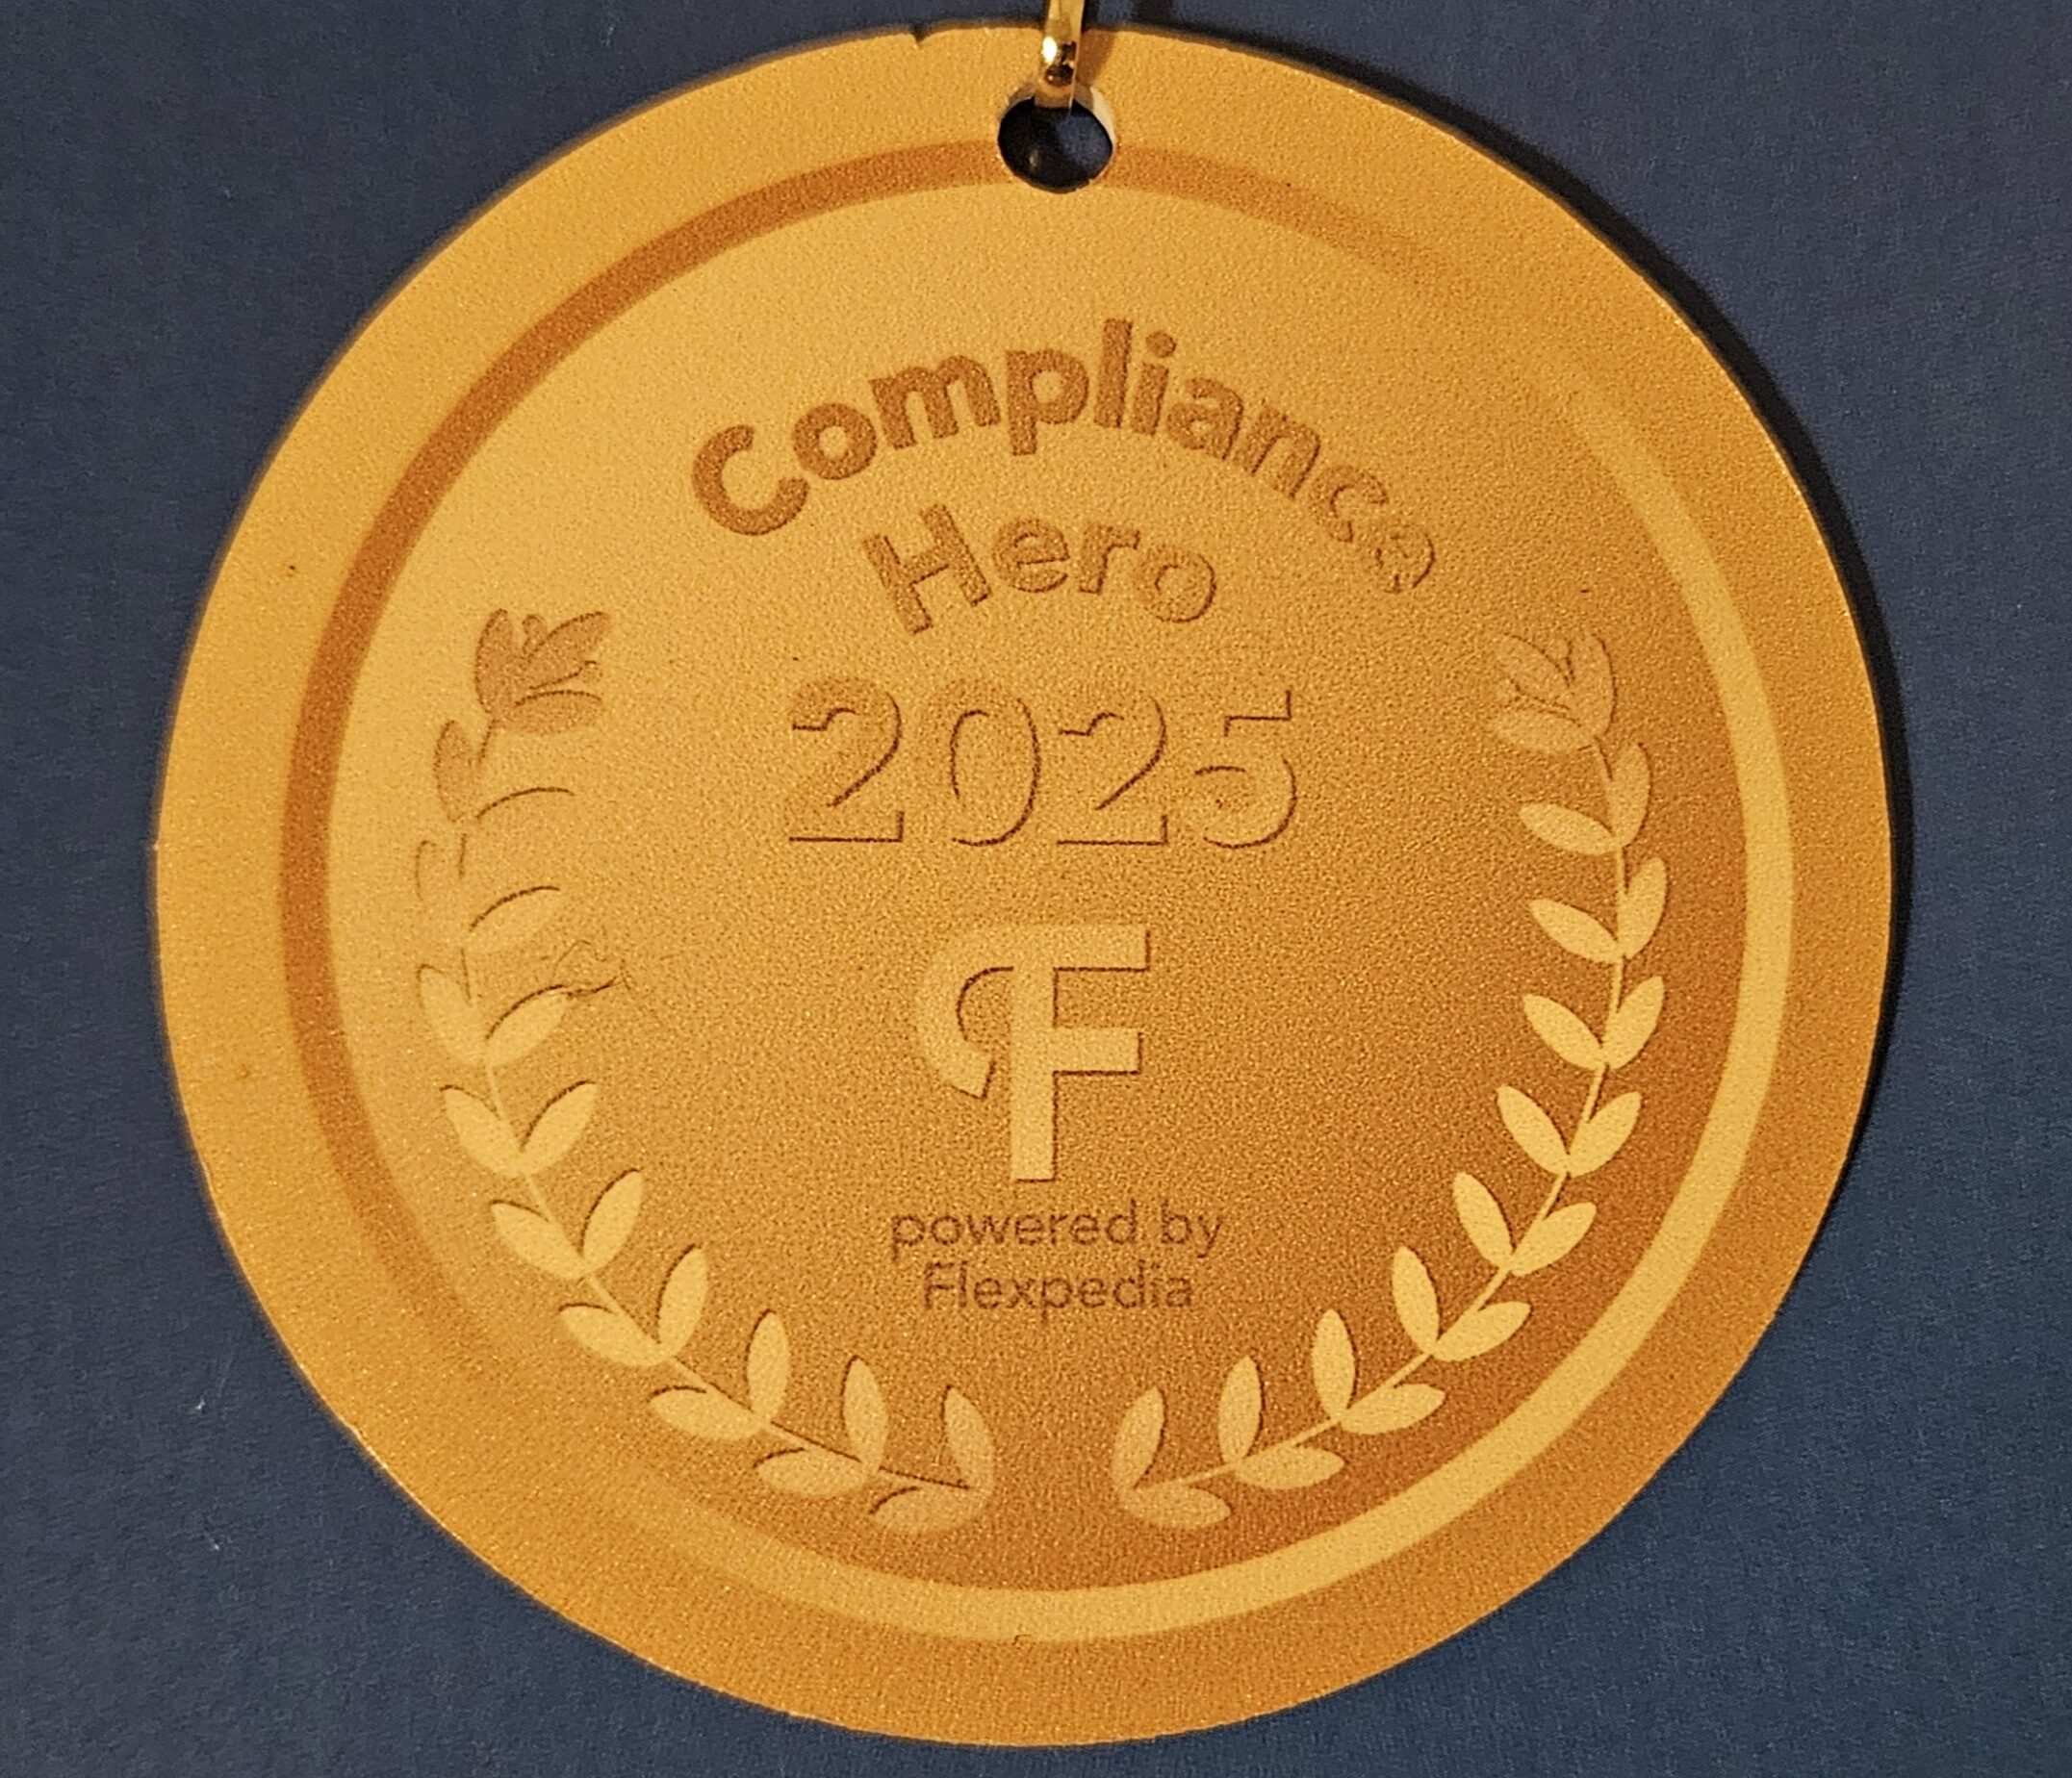 Compliance
Hero
2025
F
powered by
Flexpedia